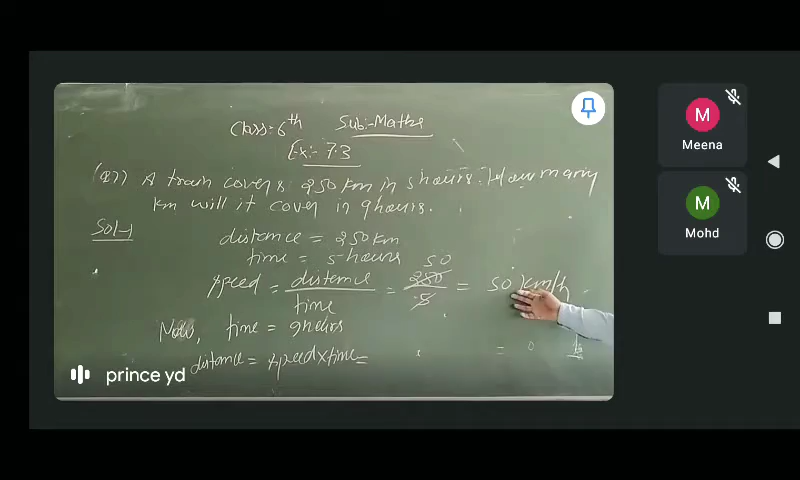 Class:- 6th Sub:- Maths
Ex:- 7.3
(Q7) A train covers 250 km in 5 hours. How many
km will it cover in 9 hours.
Sol-1
distance = 250 km
time = 5-hours
50
speed = distance / time = 250 / 5 = 50 km/h
Now, time = 9 hours
distance = speed x time =
=
prince yd
M
Meena
M
Mohd